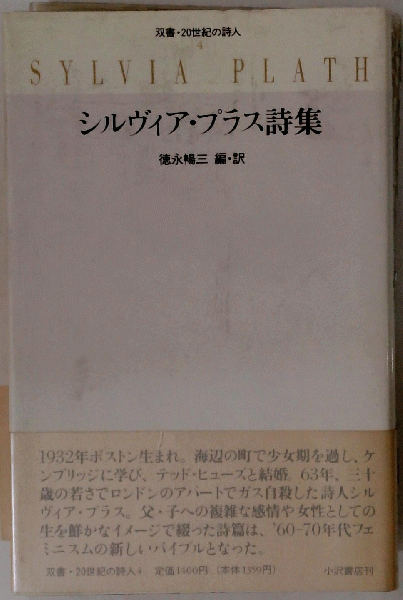 双書・20世紀の詩人
4
SYLVIA PLATH
シルヴィア・プラス詩集
徳永暢三 編・訳
1932年ボストン生まれ。海辺の町で少女期を過し、ケ
ンブリッジに学び、テッド・ヒューズと結婚。63年、三十
歳の若さでロンドンのアパートでガス自殺した詩人シル
ヴィア・プラス。父・子への複雑な感情や女性としての
生を鮮かなイメージで綴った詩篇は、'60-70年代フェ
ミニスムの新しいバイブルとなった。
双書・20世紀の詩人4 定価1400円(本体1359円) 小沢書店刊